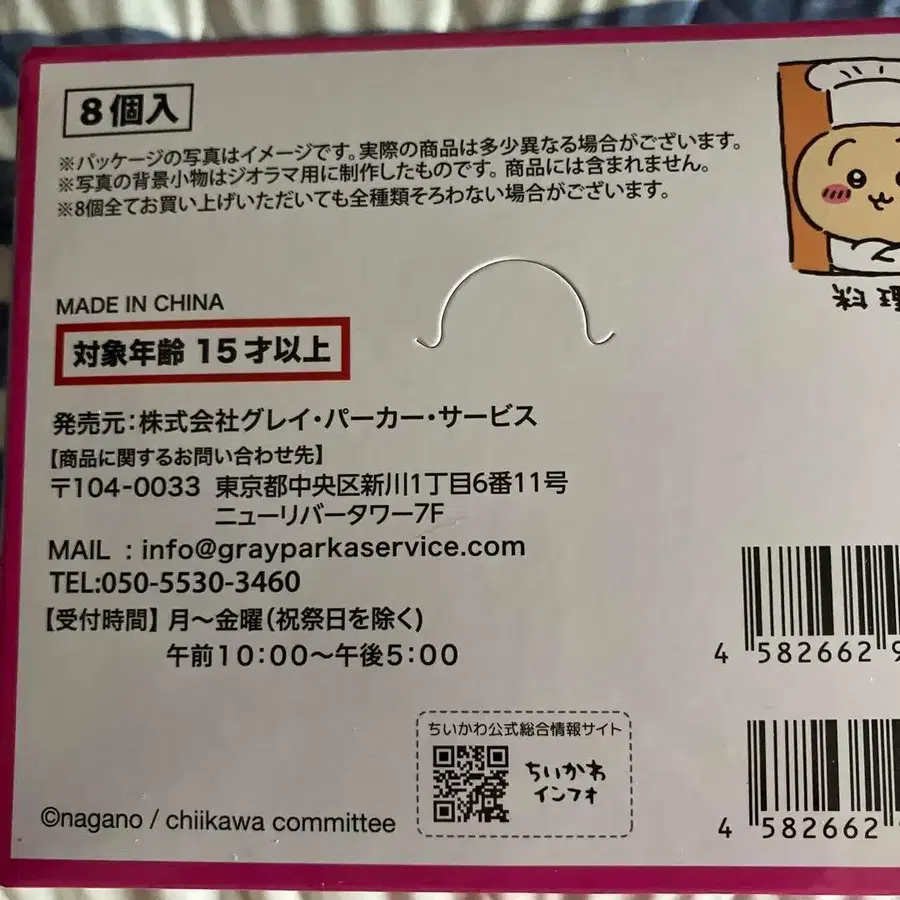 8個入
※パッケージの写真はイメージです。実際の商品は多少異なる場合がございます。
※写真の背景小物はジオラマ用に制作したものです。商品には含まれません。
※8個全てお買い上げいただいても全種類そろわない場合がございます。
MADE IN CHINA
対象年齢 15才以上
発売元:株式会社グレイ・パーカー・サービス
【商品に関するお問い合わせ先】
〒104-0033 東京都中央区新川1丁目6番11号
ニューリバータワー7F
MAIL : info@grayparkaservice.com
TEL:050-5530-3460
【受付時間】月〜金曜(祝祭日を除く)
午前10:00〜午後5:00
4 582662 9
ちいかわ公式総合情報サイト
ちいかわ
インフォ
4 582662 9
©nagano / chiikawa committee